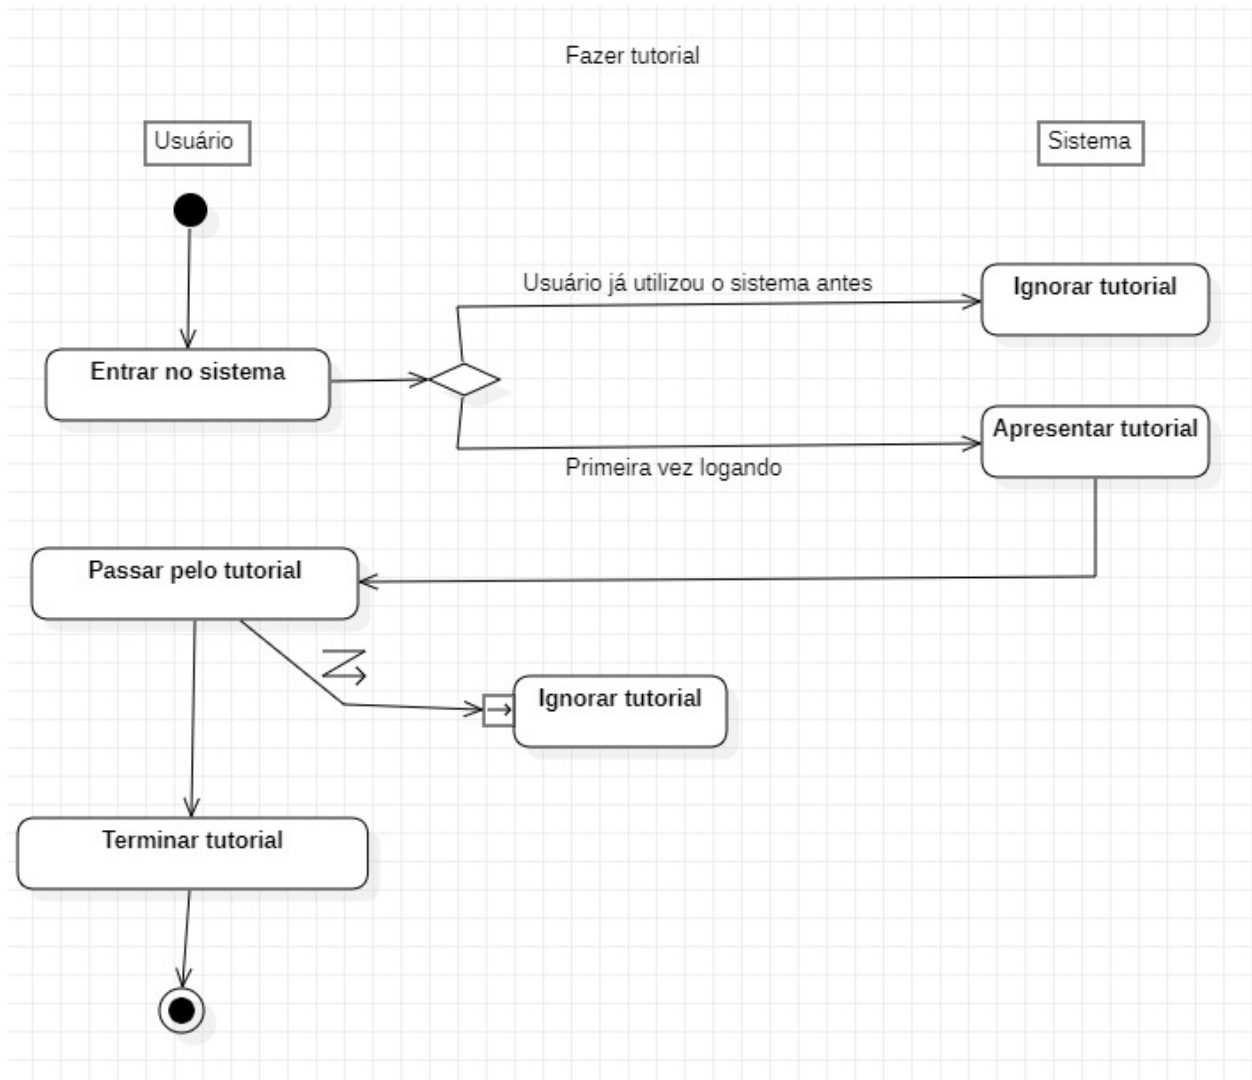 Fazer tutorial
Usuário
Sistema
Usuário já utilizou o sistema antes
Ignorar tutorial
Entrar no sistema
Apresentar tutorial
Primeira vez logando
Passar pelo tutorial
Ignorar tutorial
Terminar tutorial